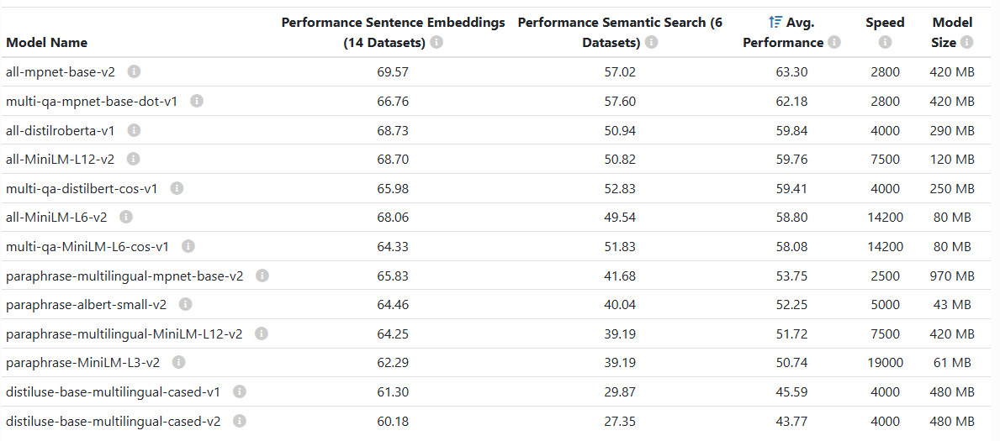 Model Name Performance Sentence Embeddings (14 Datasets) Performance Semantic Search (6 Datasets) Avg. Performance Speed Model Size
all-mpnet-base-v2 69.57 57.02 63.30 2800 420 MB
multi-qa-mpnet-base-dot-v1 66.76 57.60 62.18 2800 420 MB
all-distilroberta-v1 68.73 50.94 59.84 4000 290 MB
all-MiniLM-L12-v2 68.70 50.82 59.76 7500 120 MB
multi-qa-distilbert-cos-v1 65.98 52.83 59.41 4000 250 MB
all-MiniLM-L6-v2 68.06 49.54 58.80 14200 80 MB
multi-qa-MiniLM-L6-cos-v1 64.33 51.83 58.08 14200 80 MB
paraphrase-multilingual-mpnet-base-v2 65.83 41.68 53.75 2500 970 MB
paraphrase-albert-small-v2 64.46 40.04 52.25 5000 43 MB
paraphrase-multilingual-MiniLM-L12-v2 64.25 39.19 51.72 7500 420 MB
paraphrase-MiniLM-L3-v2 62.29 39.19 50.74 19000 61 MB
distiluse-base-multilingual-cased-v1 61.30 29.87 45.59 4000 480 MB
distiluse-base-multilingual-cased-v2 60.18 27.35 43.77 4000 480 MB